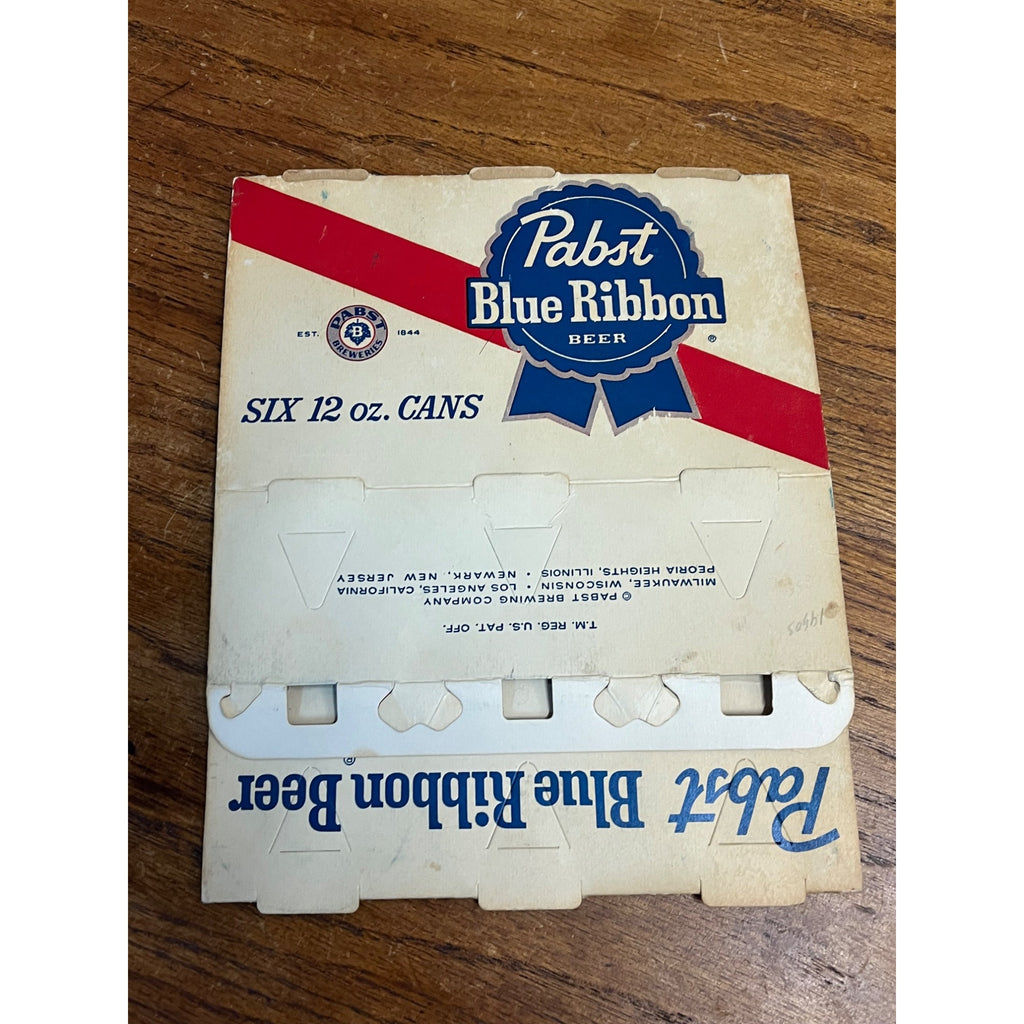 Pabst
Blue Ribbon
BEER
®
EST. PABST B BREWERIES 1844
SIX 12 oz. CANS
T.M. REG. U.S. PAT. OFF.
© PABST BREWING COMPANY
MILWAUKEE, WISCONSIN • LOS ANGELES, CALIFORNIA
PEORIA HEIGHTS, ILLINOIS • NEWARK, NEW JERSEY
Pabst Blue Ribbon Beer®